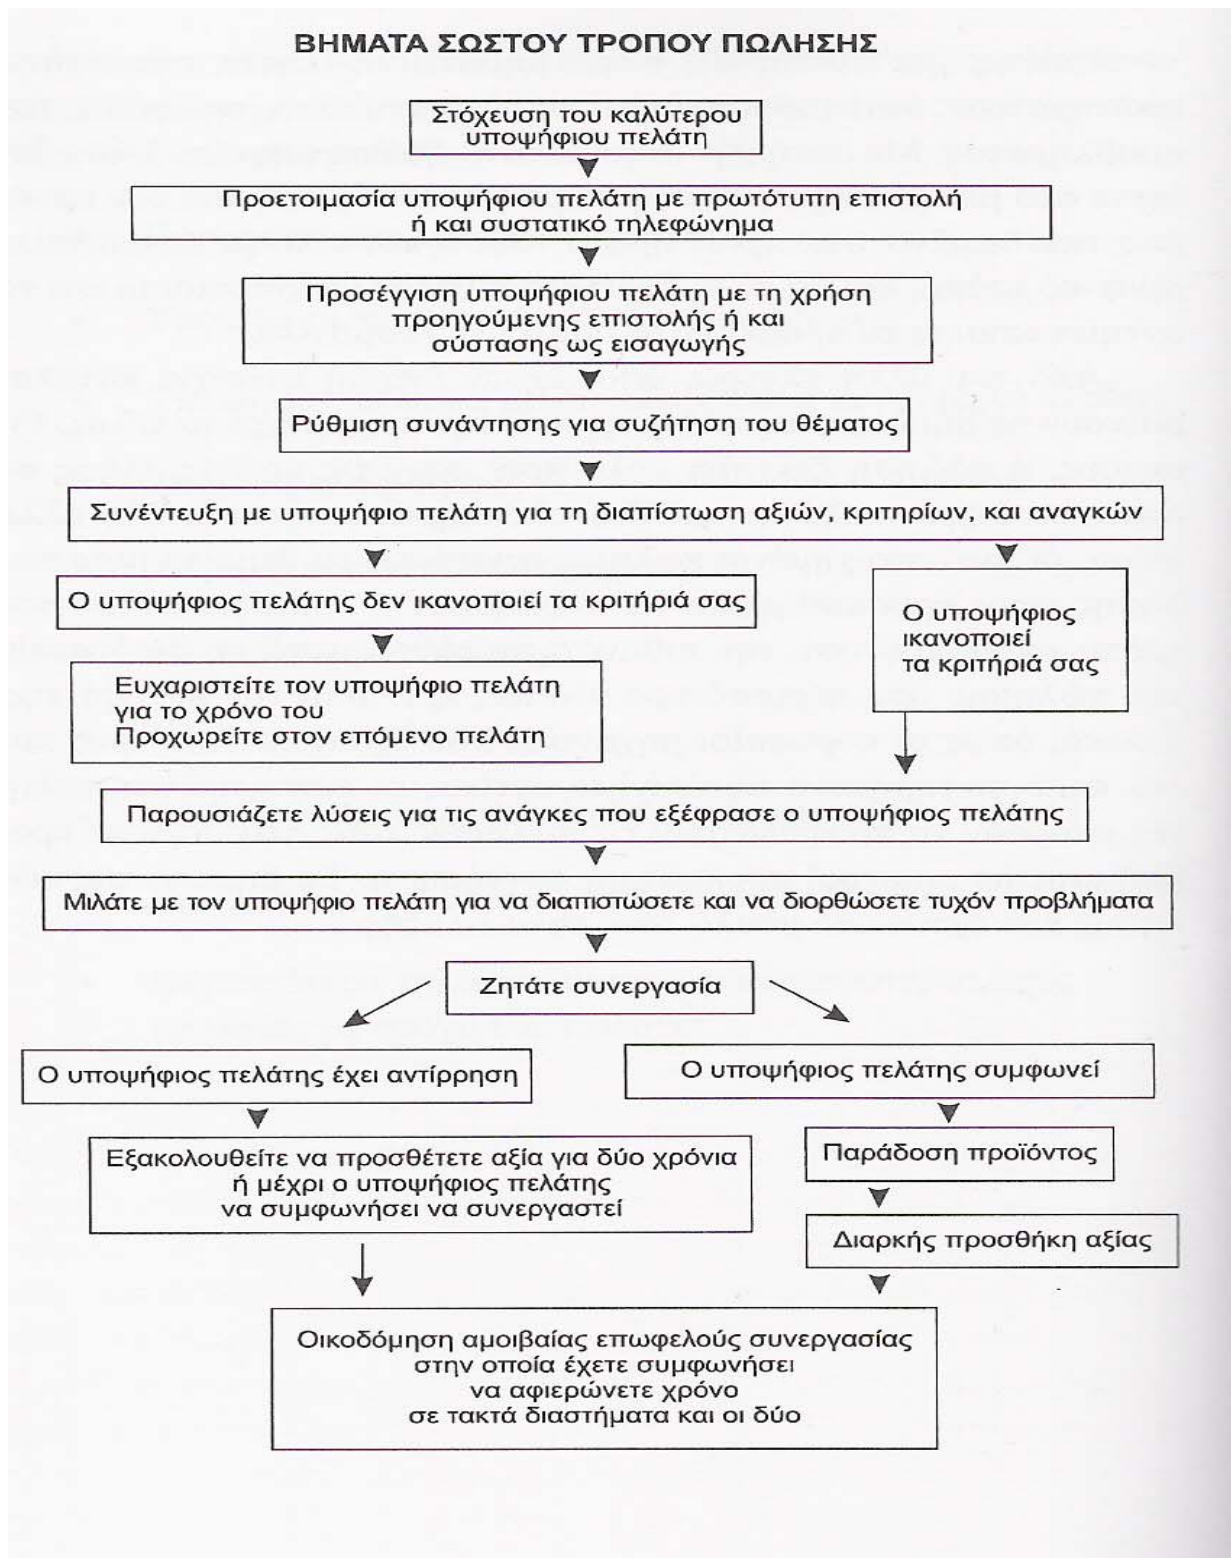 ΒΗΜΑΤΑ ΣΩΣΤΟΥ ΤΡΟΠΟΥ ΠΩΛΗΣΗΣ
Στόχευση του καλύτερου
υποψήφιου πελάτη
Προετοιμασία υποψήφιου πελάτη με πρωτότυπη επιστολή
ή και συστατικό τηλεφώνημα
Προσέγγιση υποψήφιου πελάτη με τη χρήση
προηγούμενης επιστολής ή και
σύστασης ως εισαγωγής
Ρύθμιση συνάντησης για συζήτηση του θέματος
Συνέντευξη με υποψήφιο πελάτη για τη διαπίστωση αξιών, κριτηρίων, και αναγκών
Ο υποψήφιος πελάτης δεν ικανοποιεί τα κριτήριά σας
Ο υποψήφιος
ικανοποιεί
τα κριτήριά σας
Ευχαριστείτε τον υποψήφιο πελάτη
για το χρόνο του
Προχωρείτε στον επόμενο πελάτη
Παρουσιάζετε λύσεις για τις ανάγκες που εξέφρασε ο υποψήφιος πελάτης
Μιλάτε με τον υποψήφιο πελάτη για να διαπιστώσετε και να διορθώσετε τυχόν προβλήματα
Ζητάτε συνεργασία
Ο υποψήφιος πελάτης έχει αντίρρηση
Ο υποψήφιος πελάτης συμφωνεί
Εξακολουθείτε να προσθέτετε αξία για δύο χρόνια
ή μέχρι ο υποψήφιος πελάτης
να συμφωνήσει να συνεργαστεί
Παράδοση προϊόντος
Διαρκής προσθήκη αξίας
Οικοδόμηση αμοιβαίας επωφελούς συνεργασίας
στην οποία έχετε συμφωνήσει
να αφιερώνετε χρόνο
σε τακτά διαστήματα και οι δύο